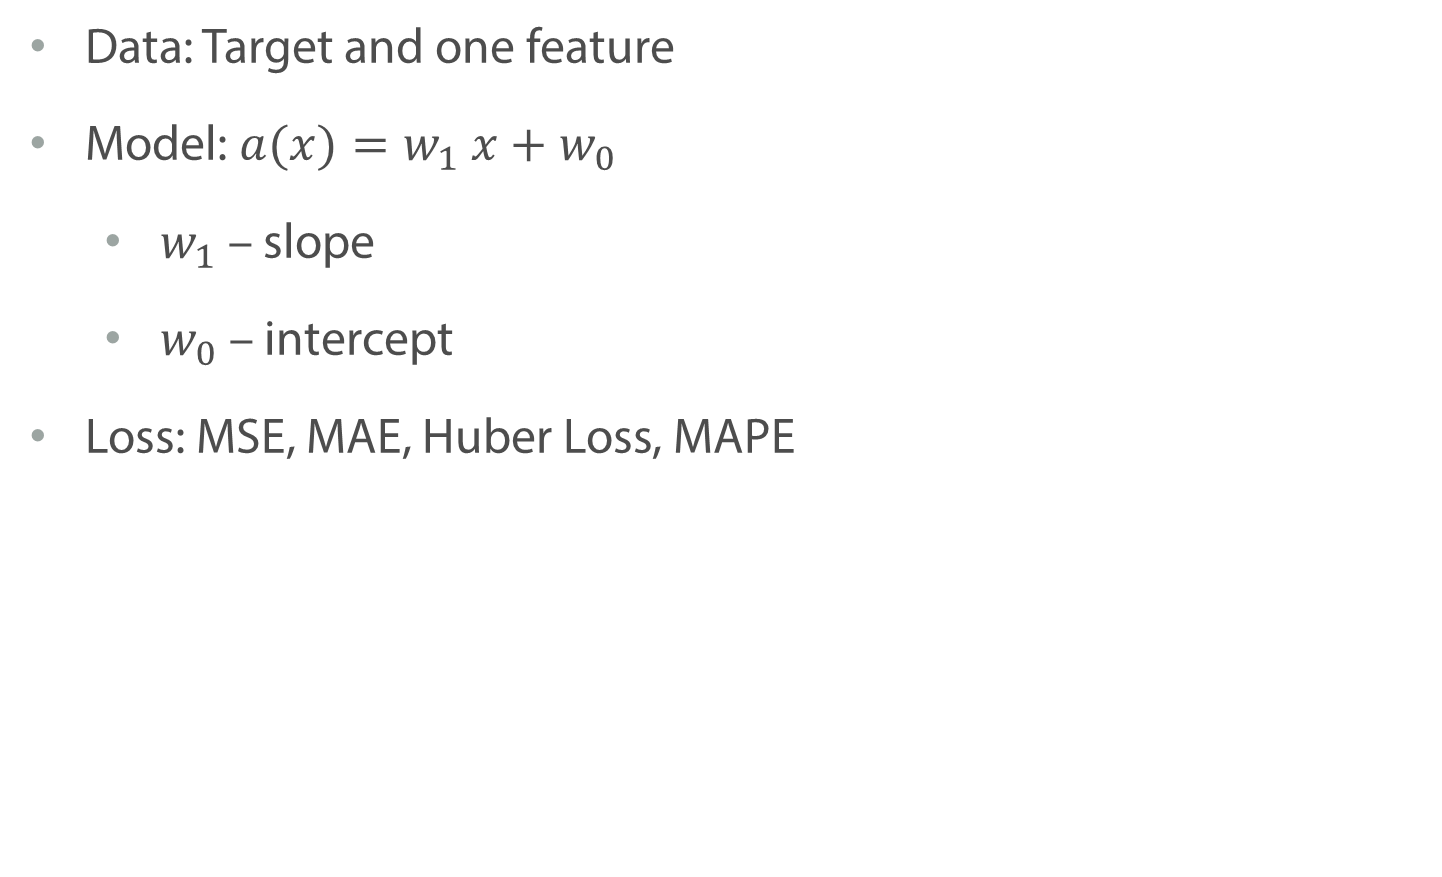 • Data: Target and one feature
• Model: a(x) = w₁ x + w₀
• w₁ – slope
• w₀ – intercept
• Loss: MSE, MAE, Huber Loss, MAPE